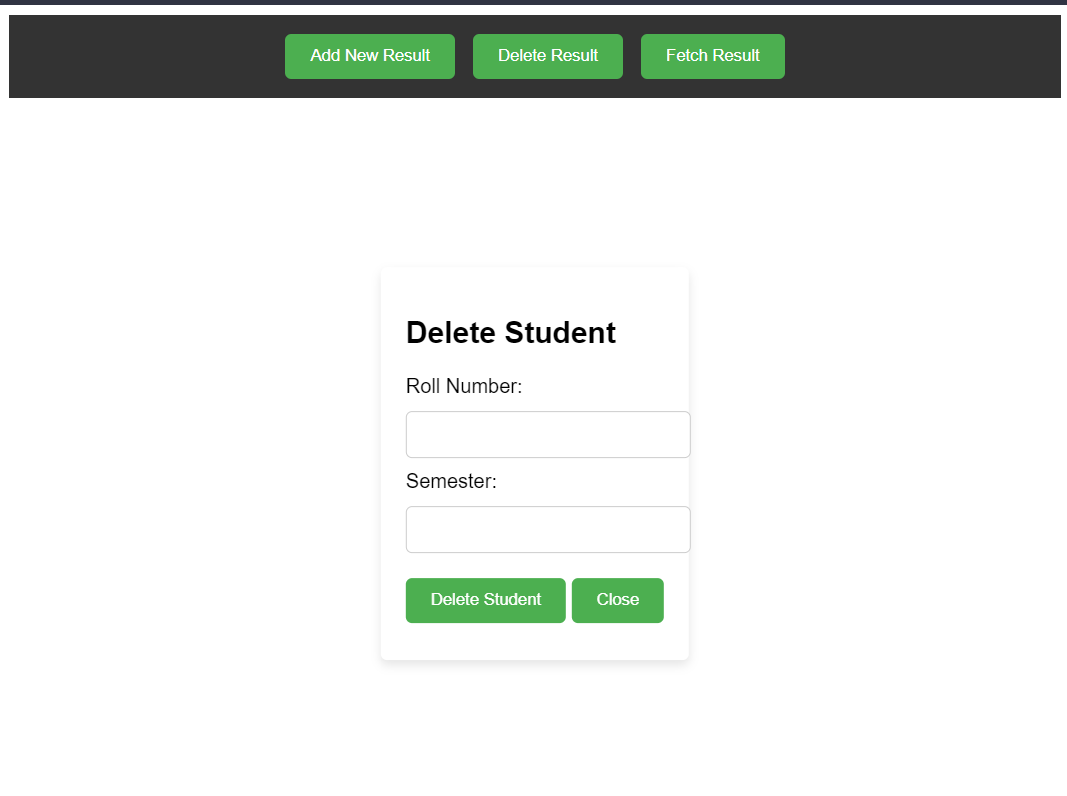 Add New Result Delete Result Fetch Result
Delete Student
Roll Number:
Semester:
Delete Student Close